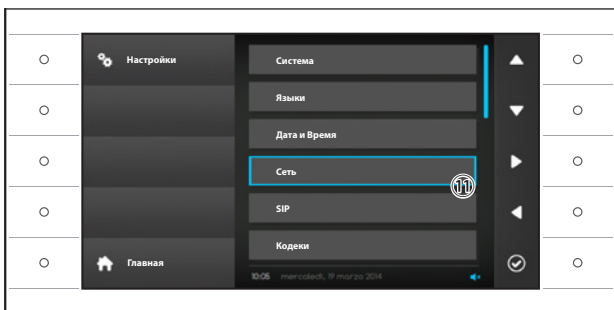 Настройки
Система
Языки
Дата и Время
Сеть
11
SIP
Кодеки
Главная
10:05 mercoledì, 19 marzo 2014